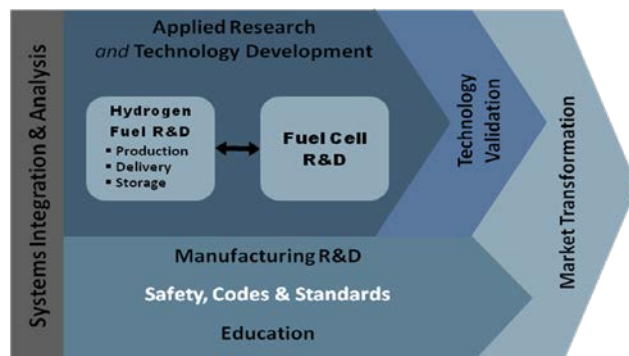 Systems Integration & Analysis
Applied Research
and Technology Development
Hydrogen
Fuel R&D
▪ Production
▪ Delivery
▪ Storage
Fuel Cell
R&D
Technology
Validation
Market Transformation
Manufacturing R&D
Safety, Codes & Standards
Education